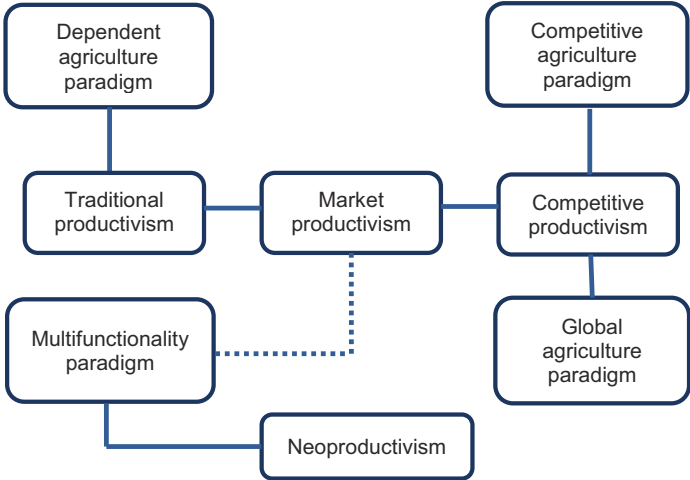 Dependent
agriculture
paradigm
Competitive
agriculture
paradigm
Traditional
productivism
Market
productivism
Competitive
productivism
Multifunctionality
paradigm
Global
agriculture
paradigm
Neoproductivism